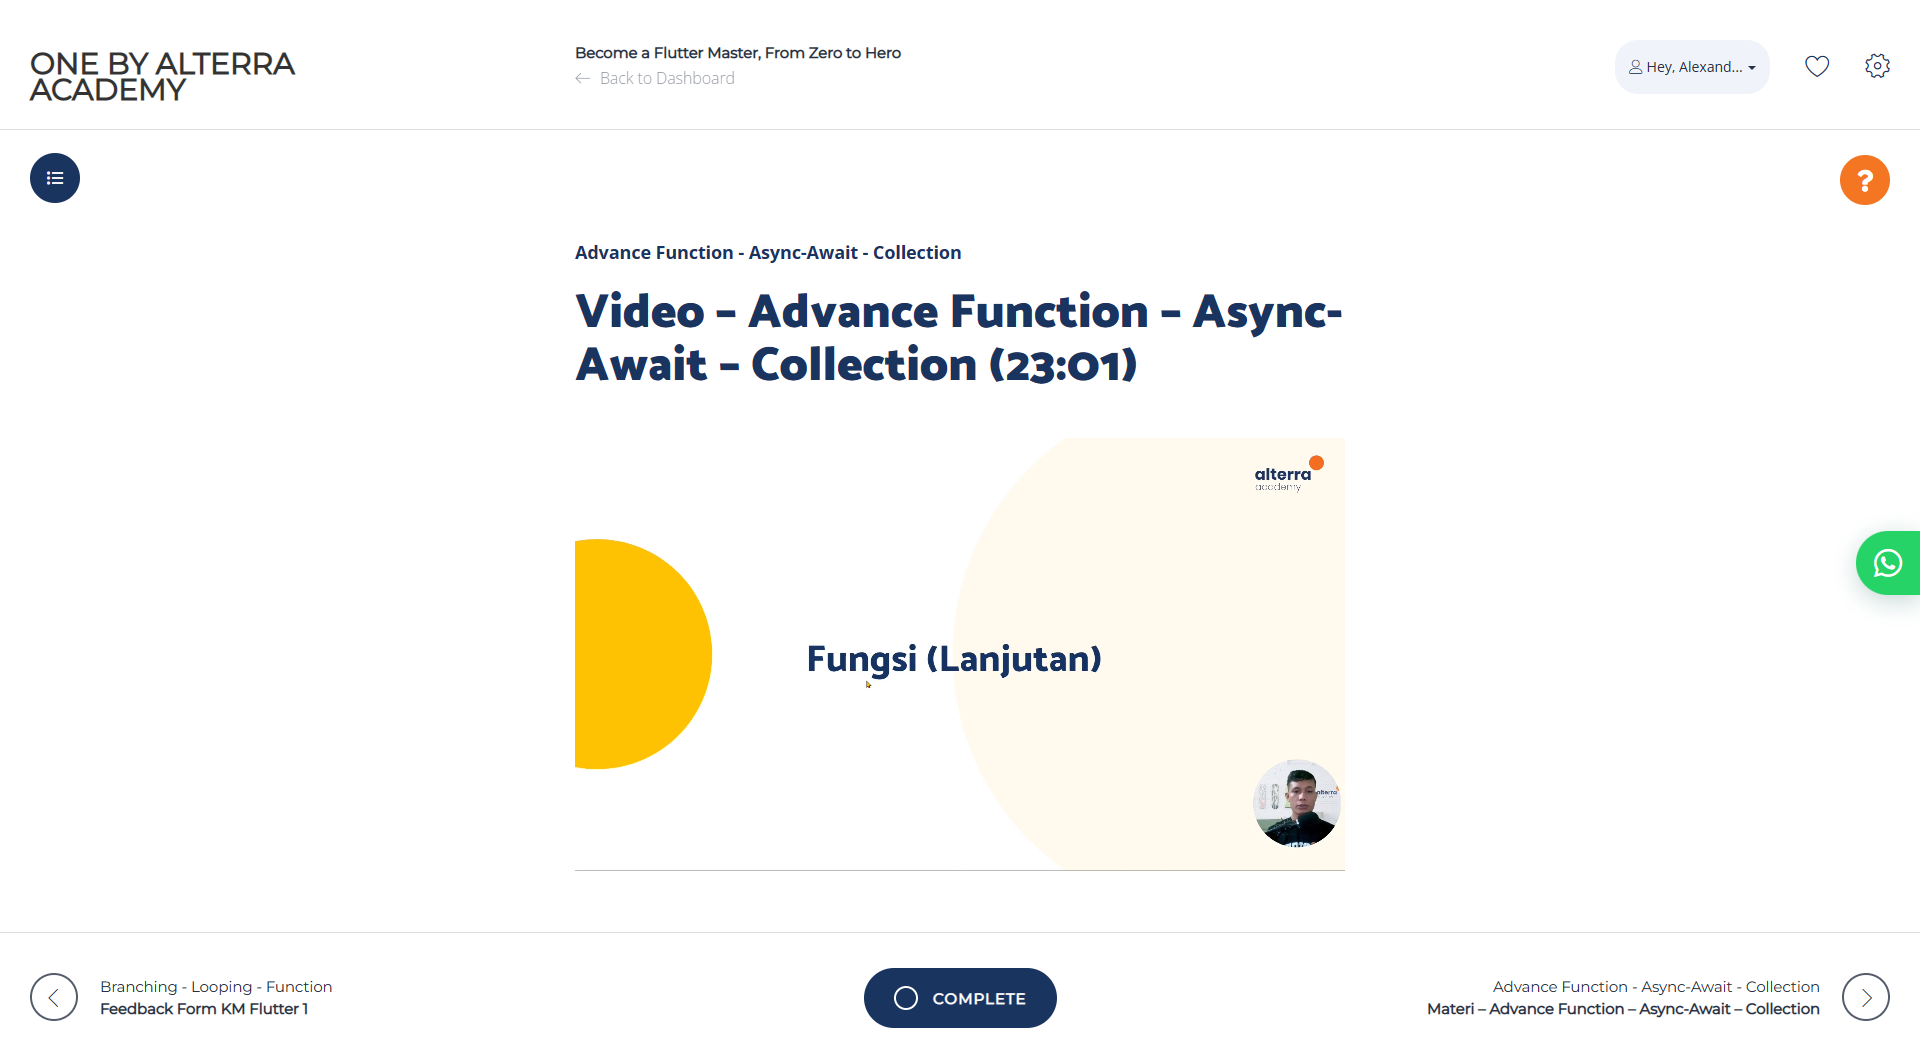 ONE BY ALTERRA
ACADEMY
Become a Flutter Master, From Zero to Hero
Back to Dashboard
Hey, Alexand...
?
Advance Function - Async-Await - Collection
Video – Advance Function – Async-
Await – Collection (23:01)
alterra
academy
Fungsi (Lanjutan)
alterra
Branching - Looping - Function
Feedback Form KM Flutter 1
COMPLETE
Advance Function - Async-Await - Collection
Materi – Advance Function – Async-Await – Collection